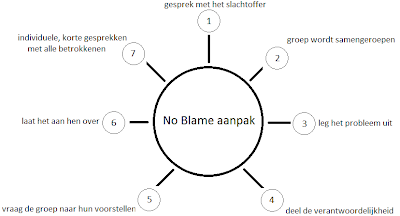 gesprek met het slachtoffer
1
groep wordt samengeroepen
2
leg het probleem uit
3
deel de verantwoordelijkheid
4
vraag de groep naar hun voorstellen
5
laat het aan hen over
6
individuele, korte gesprekken
met alle betrokkenen
7
No Blame aanpak